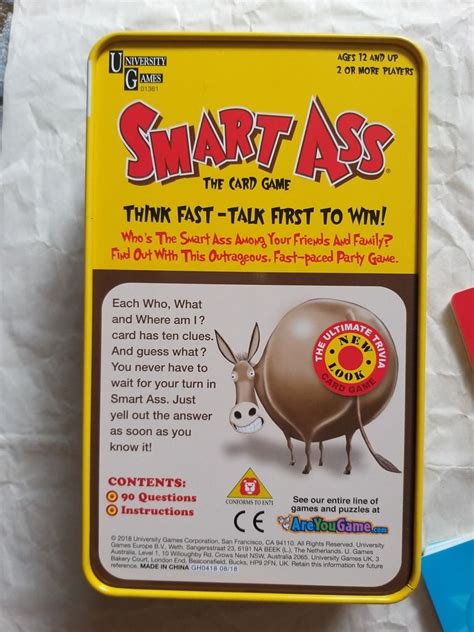 UNIVERSITY
GAMES
01361
AGES 12 AND UP
2 OR MORE PLAYERS
SMART ASS®
THE CARD GAME
THINK FAST - TALK FIRST TO WIN!
WHO'S THE SMART ASS AMONG YOUR FRIENDS AND FAMILY?
FIND OUT WITH THIS OUTRAGEOUS, FAST-PACED PARTY GAME.
Each Who, What
and Where am I?
card has ten clues.
And guess what?
You never have to
wait for your turn in
Smart Ass. Just
yell out the answer
as soon as you
know it!
THE ULTIMATE TRIVIA
NEW
LOOK
CARD GAME
CONTENTS:
90 Questions
Instructions
CONFORMS TO EN71
CE
See our entire line of
games and puzzles at
AreYouGame.com
© 2018 University Games Corporation, San Francisco, CA 94110. All Rights Reserved. University
Games Europe B.V., Weth. Sangersstraat 23, 6191 NA BEEK (L.), The Netherlands. U. Games
Australia, Level 1, 10 Willoughby Rd, Crows Nest NSW, Australia 2065. University Games UK, 3
Bakery Court, London End, Beaconsfield, Bucks, HP9 2FN, UK. Retain this information for future
reference. MADE IN CHINA GH0418 08/18